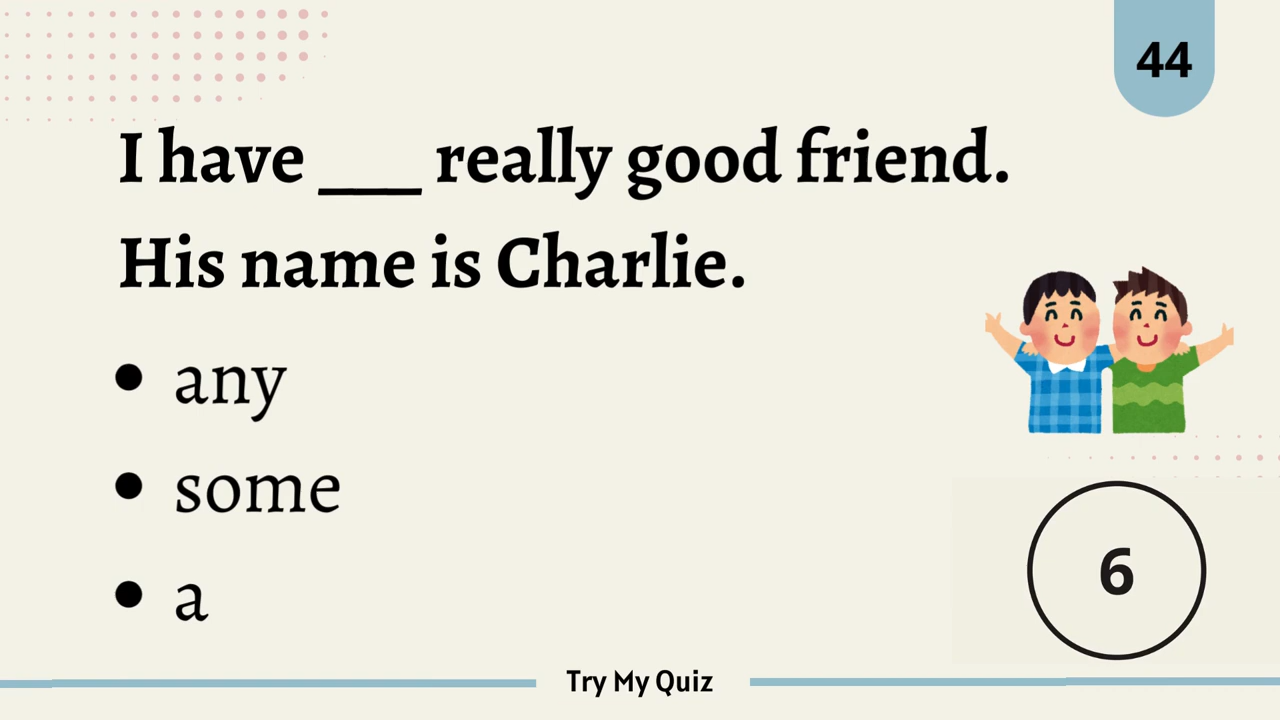 44
I have ___ really good friend.
His name is Charlie.
• any
• some
• a
6
Try My Quiz